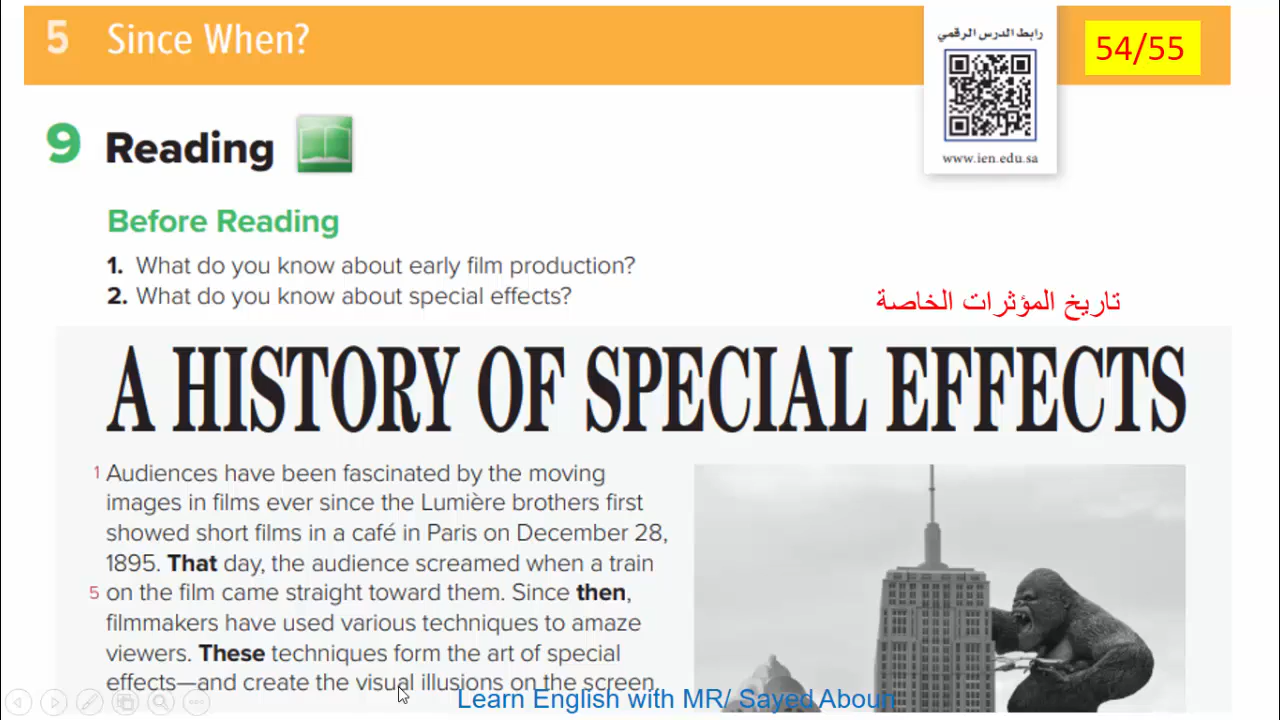 5 Since When?
رابط الدرس الرقمي
www.ien.edu.sa
54/55
9 Reading
Before Reading
1. What do you know about early film production?
2. What do you know about special effects?
تاريخ المؤثرات الخاصة
A HISTORY OF SPECIAL EFFECTS
1 Audiences have been fascinated by the moving
images in films ever since the Lumière brothers first
showed short films in a café in Paris on December 28,
1895. That day, the audience screamed when a train
5 on the film came straight toward them. Since then,
filmmakers have used various techniques to amaze
viewers. These techniques form the art of special
effects—and create the visual illusions on the screen.
Learn English with MR/ Sayed Aboun